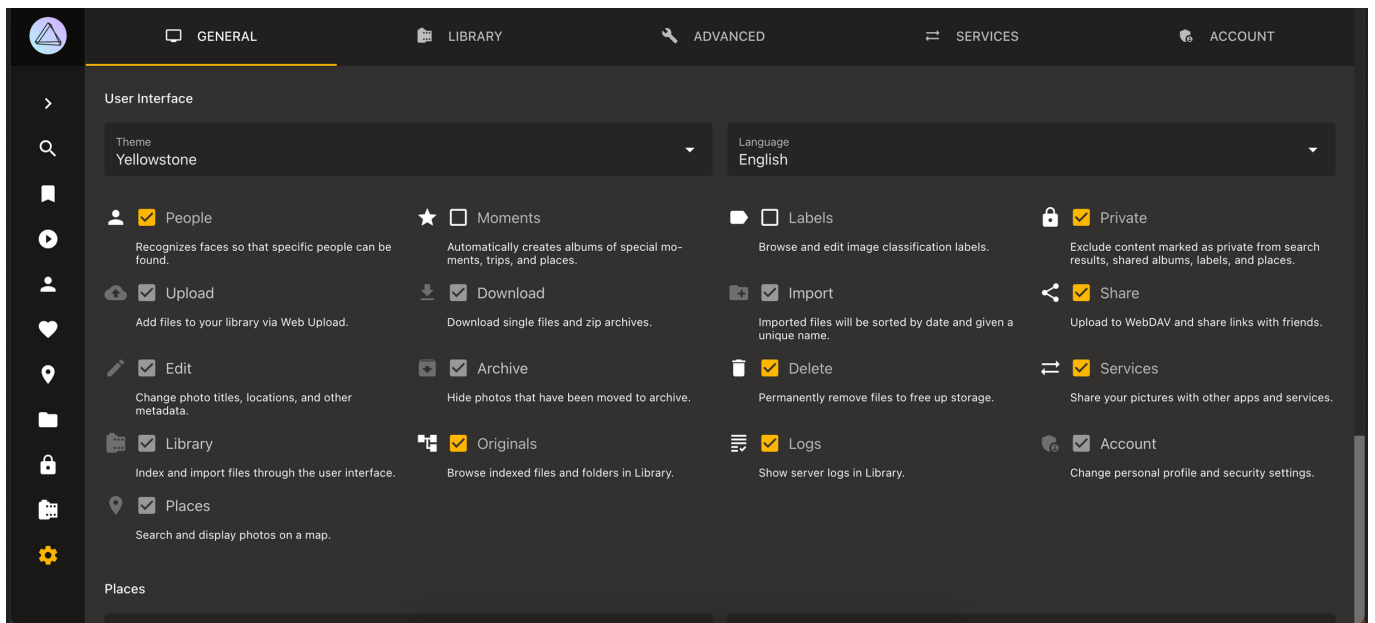 GENERAL
LIBRARY
ADVANCED
SERVICES
ACCOUNT
User Interface
Theme
Yellowstone
Language
English
People
Recognizes faces so that specific people can be
found.
Moments
Automatically creates albums of special mo-
ments, trips, and places.
Labels
Browse and edit image classification labels.
Private
Exclude content marked as private from search
results, shared albums, labels, and places.
Upload
Add files to your library via Web Upload.
Download
Download single files and zip archives.
Import
Imported files will be sorted by date and given a
unique name.
Share
Upload to WebDAV and share links with friends.
Edit
Change photo titles, locations, and other
metadata.
Archive
Hide photos that have been moved to archive.
Delete
Permanently remove files to free up storage.
Services
Share your pictures with other apps and services.
Library
Index and import files through the user interface.
Originals
Browse indexed files and folders in Library.
Logs
Show server logs in Library.
Account
Change personal profile and security settings.
Places
Search and display photos on a map.
Places